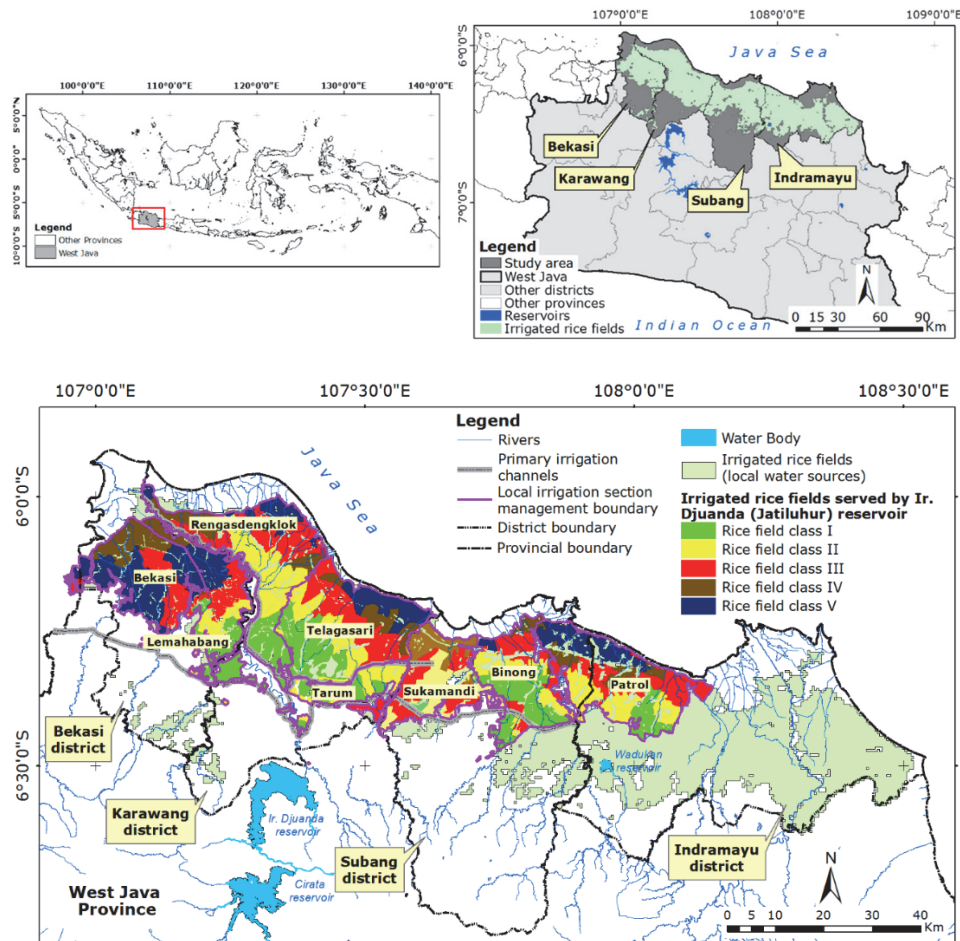 100°0'0"E 110°0'0"E 120°0'0"E 130°0'0"E 140°0'0"E
5°0'0"N
0°0'0"S
5°0'0"S
10°0'0"S
Legend
Other Provinces
West Java
107°0'0"E 108°0'0"E 109°0'0"E
6°0'0"S
7°0'0"S
Java Sea
Bekasi
Karawang
Subang
Indramayu
Legend
Study area
West Java
Other districts
Other provinces
Reservoirs
Irrigated rice fields
N
0 15 30 60 90
Km
Indian Ocean
107°0'0"E 107°30'0"E 108°0'0"E 108°30'0"E
6°0'0"S
6°30'0"S
Java Sea
Legend
Rivers
Primary irrigation
channels
Local irrigation section
management boundary
District boundary
Provincial boundary
Water Body
Irrigated rice fields
(local water sources)
Irrigated rice fields served by Ir.
Djuanda (Jatiluhur) reservoir
Rice field class I
Rice field class II
Rice field class III
Rice field class IV
Rice field class V
Rengasdengklok
Bekasi
Lemahabang
Telagasari
Tarum
Sukamandi
Binong
Patrol
Bekasi
district
Karawang
district
Subang
district
Indramayu
district
Wadukan
reservoir
Ir. Djuanda
reservoir
Cirata
reservoir
West Java
Province
N
0 5 10 20 30 40
Km